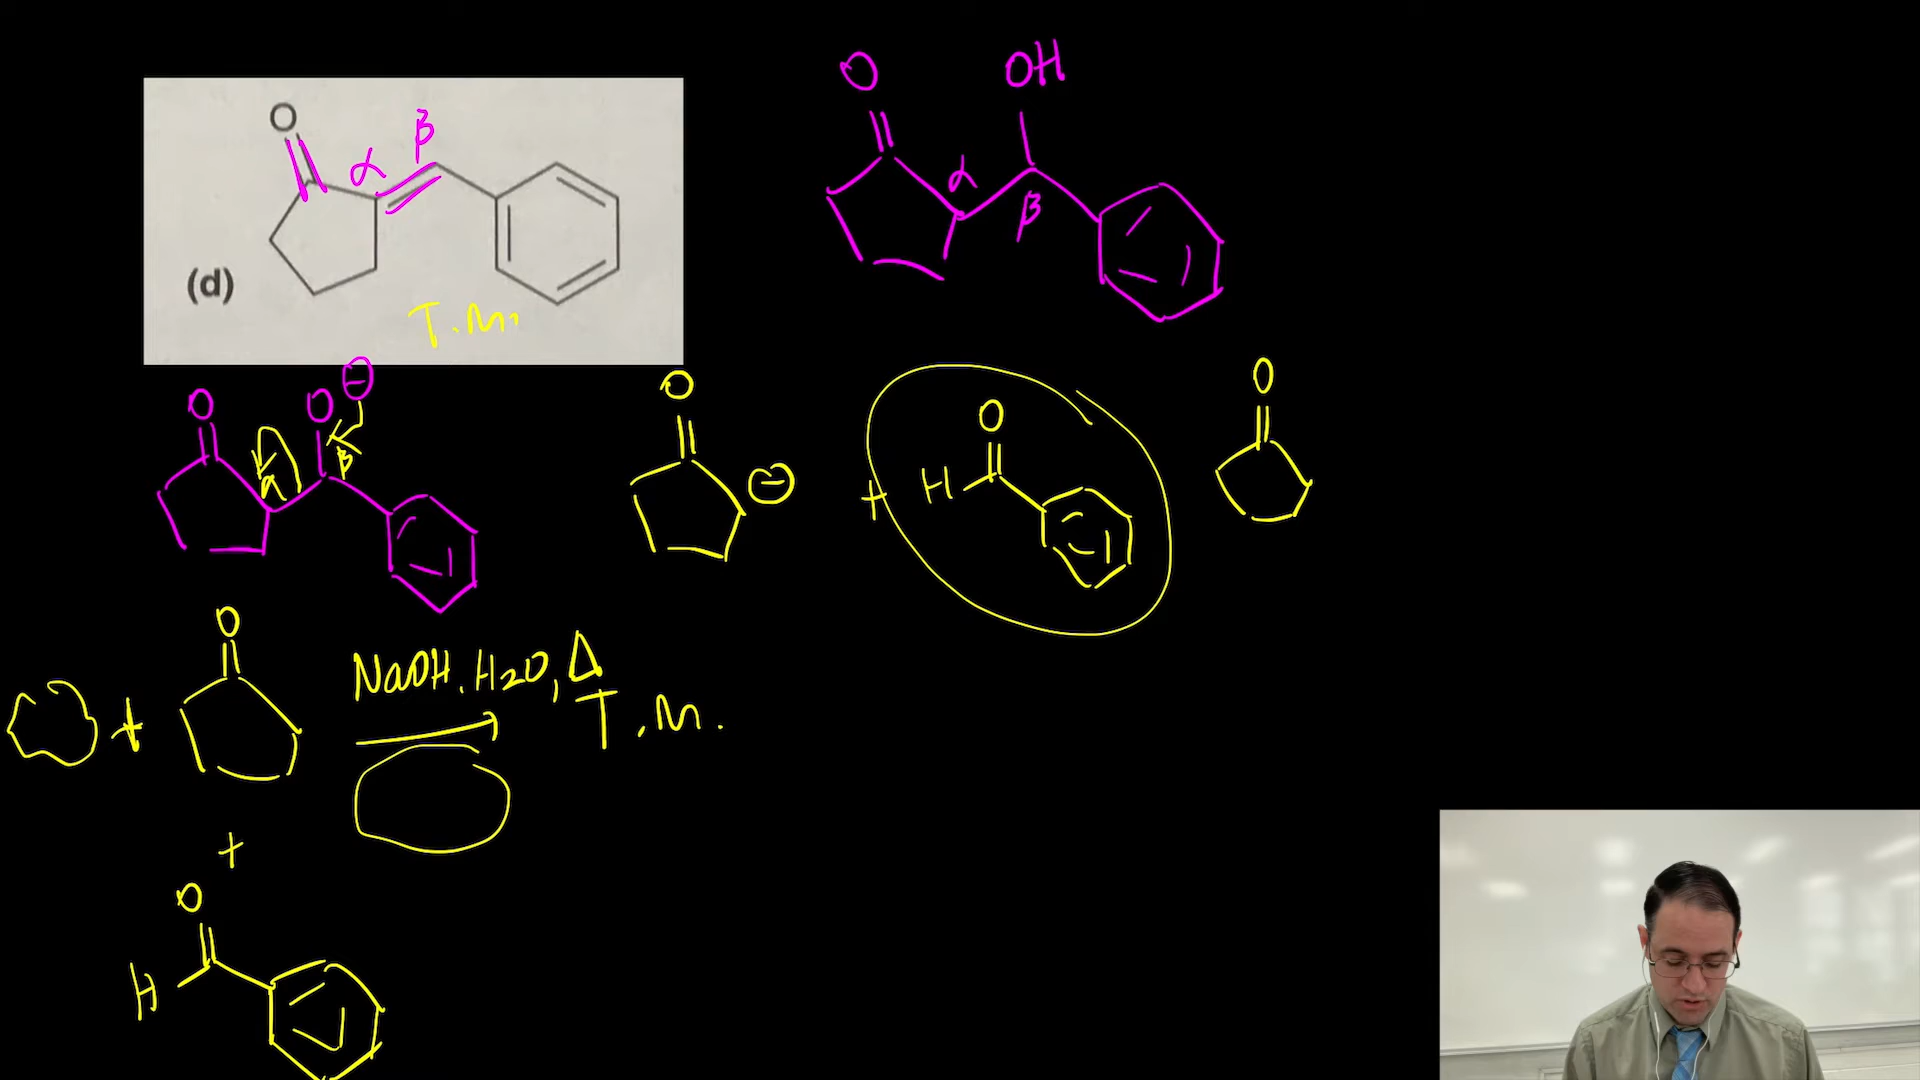 O
α β
(d)
T.M.
O OH
α
β
O O ⊖
α β
O
⊖
+
O
H
O
O
+
NaOH, H2O, Δ
T.M.
+
O
H